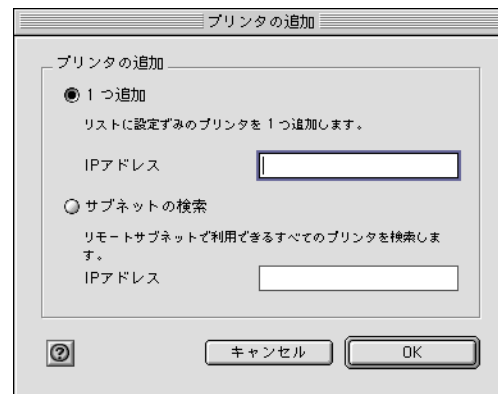 プリンタの追加
プリンタの追加
1 つ追加
リストに設定ずみのプリンタを 1 つ追加します。
IPアドレス
サブネットの検索
リモートサブネットで利用できるすべてのプリンタを検索しま
す。
IPアドレス
?
キャンセル
OK